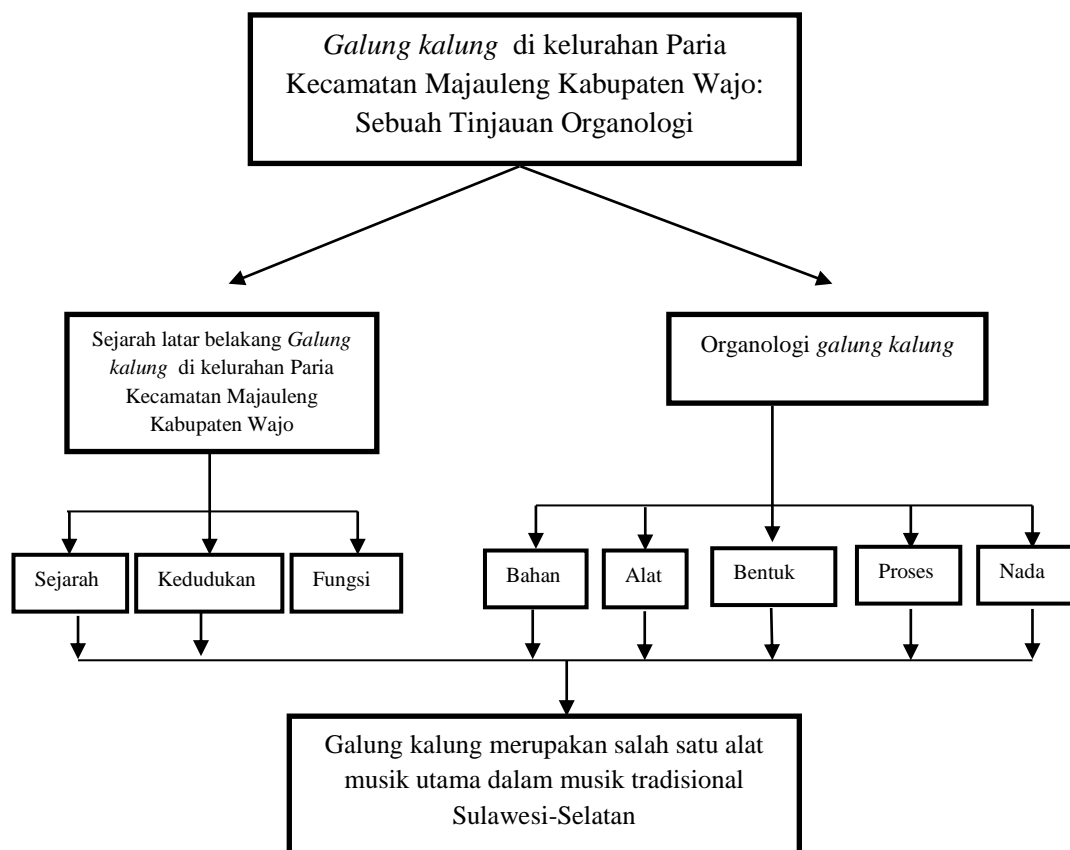 Galung kalung di kelurahan Paria
Kecamatan Majauleng Kabupaten Wajo:
Sebuah Tinjauan Organologi
Sejarah latar belakang Galung
kalung di kelurahan Paria
Kecamatan Majauleng
Kabupaten Wajo
Organologi galung kalung
Sejarah
Kedudukan
Fungsi
Bahan
Alat
Bentuk
Proses
Nada
Galung kalung merupakan salah satu alat
musik utama dalam musik tradisional
Sulawesi-Selatan